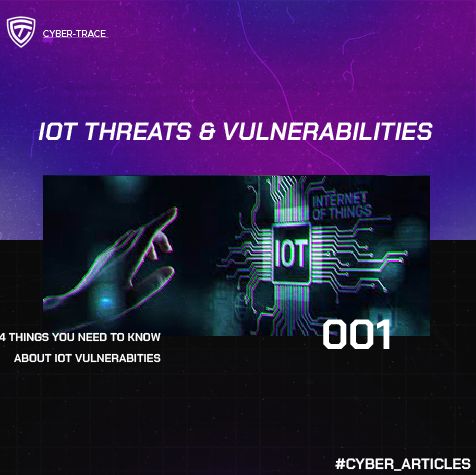 CYBER-TRACE
IOT THREATS & VULNERABILITIES
INTERNET
OF THINGS
IOT
4 THINGS YOU NEED TO KNOW
ABOUT IOT VULNERABITIES
001
#CYBER_ARTICLES